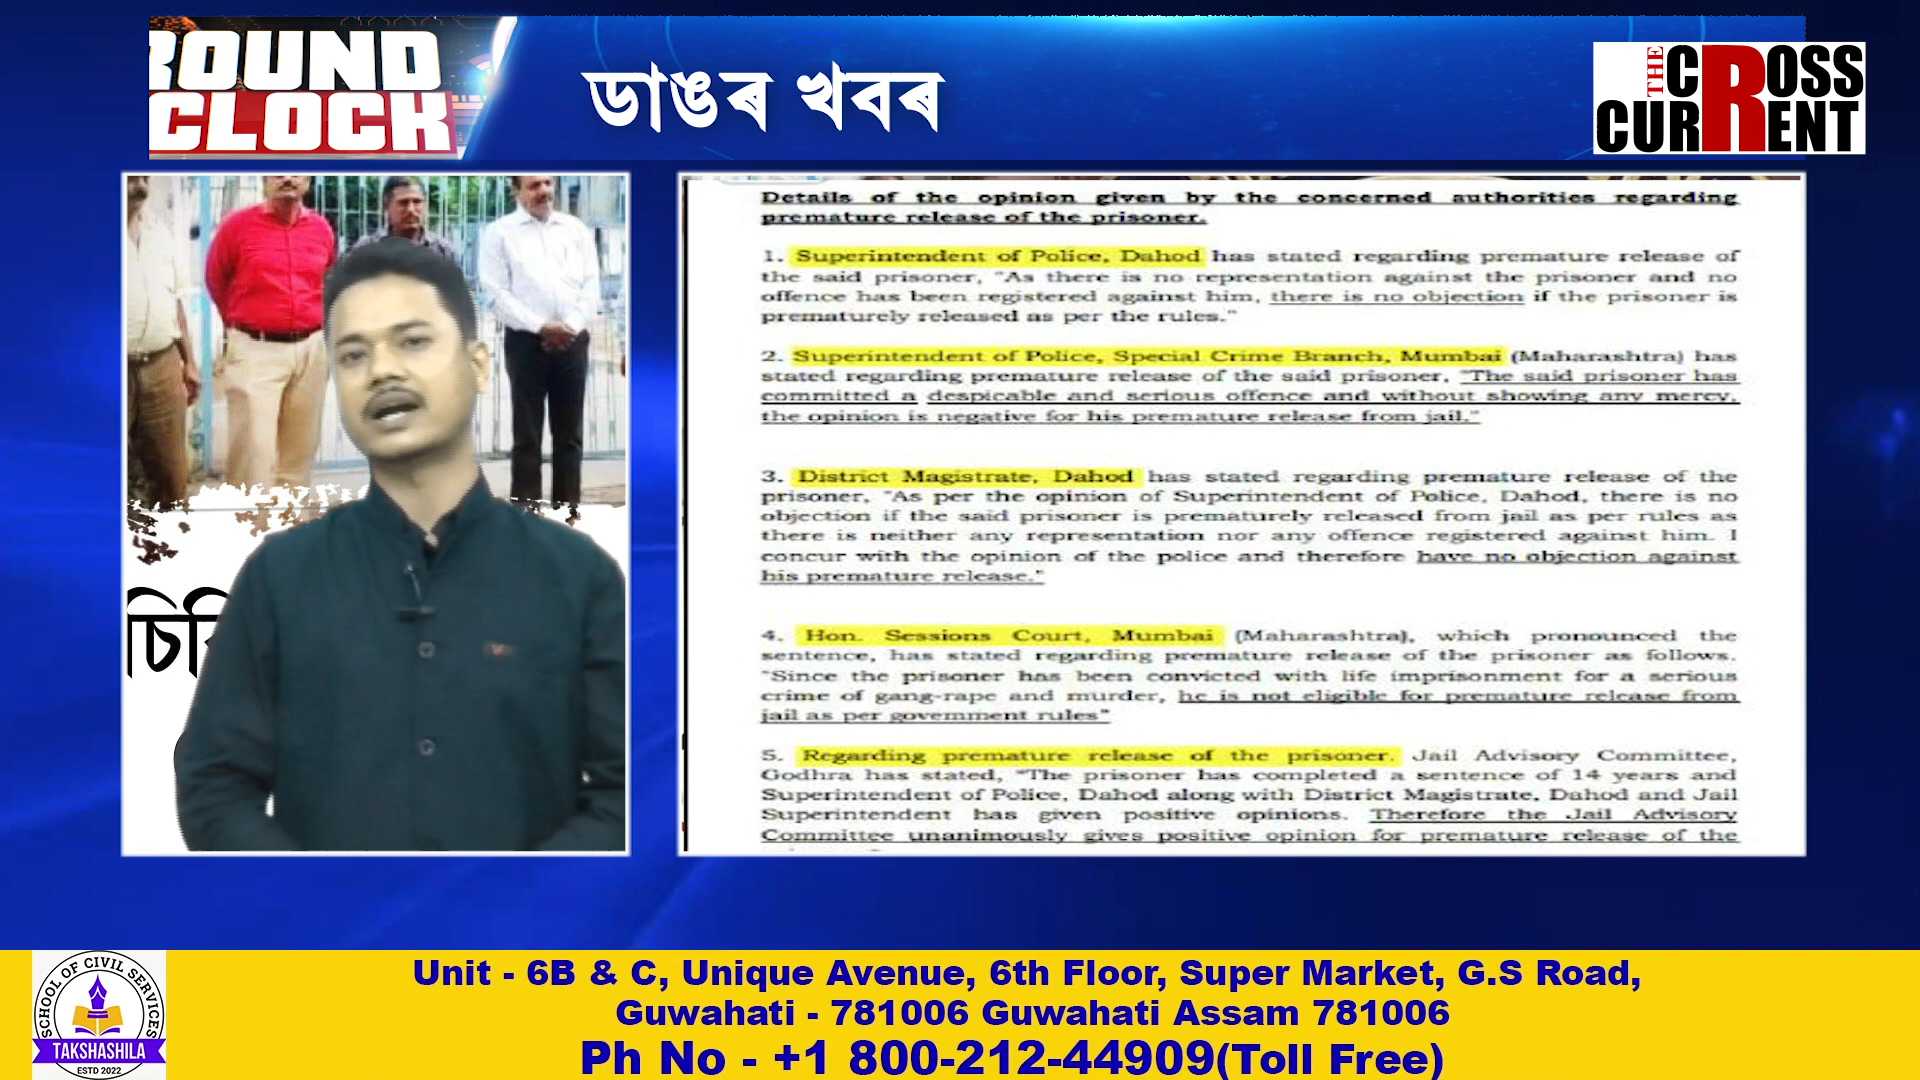 ROUND
CLOCK
ডাঙৰ খবৰ
THE CROSS
CURRENT
Details of the opinion given by the concerned authorities regarding
premature release of the prisoner.
1. Superintendent of Police, Dahod has stated regarding premature release of
the said prisoner, "As there is no representation against the prisoner and no
offence has been registered against him, there is no objection if the prisoner is
prematurely released as per the rules."
2. Superintendent of Police, Special Crime Branch, Mumbai (Maharashtra) has
stated regarding premature release of the said prisoner, "The said prisoner has
committed a despicable and serious offence and without showing any mercy,
the opinion is negative for his premature release from jail."
3. District Magistrate, Dahod has stated regarding premature release of the
prisoner, "As per the opinion of Superintendent of Police, Dahod, there is no
objection if the said prisoner is prematurely released from jail as per rules as
there is neither any representation nor any offence registered against him. I
concur with the opinion of the police and therefore have no objection against
his premature release."
4. Hon. Sessions Court, Mumbai (Maharashtra), which pronounced the
sentence, has stated regarding premature release of the prisoner as follows.
"Since the prisoner has been convicted with life imprisonment for a serious
crime of gang-rape and murder, he is not eligible for premature release from
jail as per government rules"
5. Regarding premature release of the prisoner. Jail Advisory Committee,
Godhra has stated, "The prisoner has completed a sentence of 14 years and
Superintendent of Police, Dahod along with District Magistrate, Dahod and Jail
Superintendent has given positive opinions. Therefore the Jail Advisory
Committee unanimously gives positive opinion for premature release of the
SCHOOL OF CIVIL SERVICES
TAKSHASHILA
ESTD 2022
Unit - 6B & C, Unique Avenue, 6th Floor, Super Market, G.S Road,
Guwahati - 781006 Guwahati Assam 781006
Ph No - +1 800-212-44909(Toll Free)